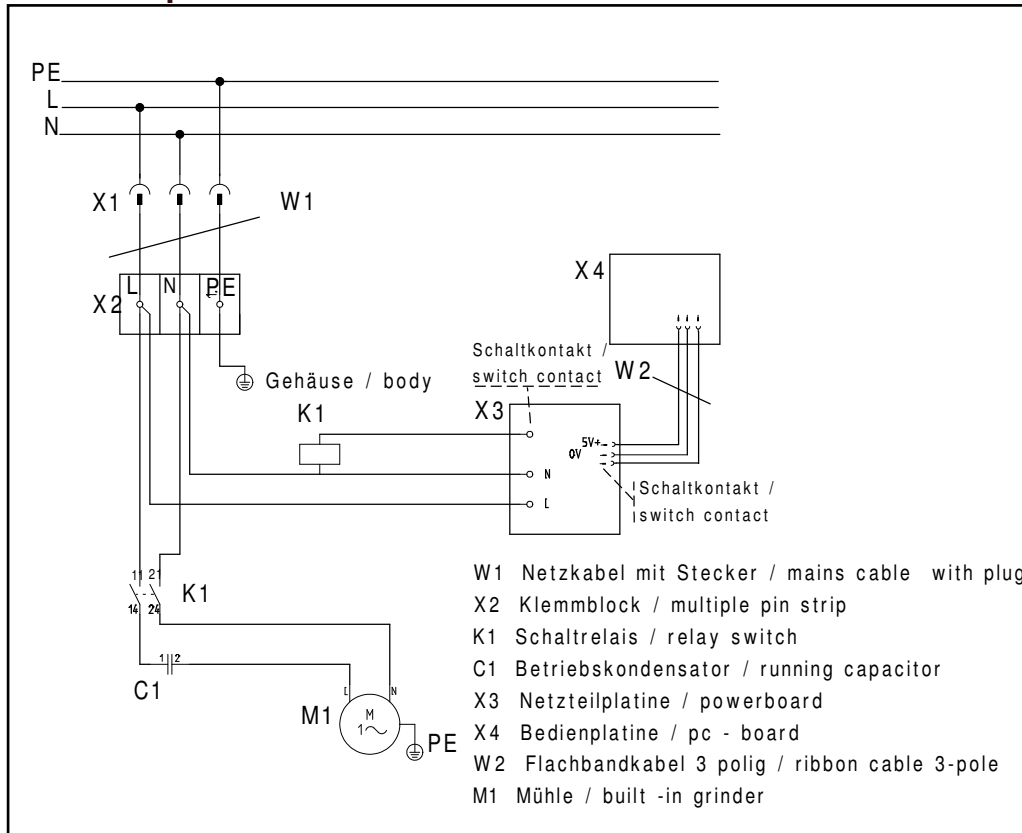 PE
L
N
X1
W1
L N PE
X2
X4
Schaltkontakt /
switch contact
W2
Gehäuse / body
K1
X3
5V+
0V
N
L
Schaltkontakt /
switch contact
11 21
K1
14 24
1 2
C1
L N
M1
M
1~
PE
W1 Netzkabel mit Stecker / mains cable with plug
X2 Klemmblock / multiple pin strip
K1 Schaltrelais / relay switch
C1 Betriebskondensator / running capacitor
X3 Netzteilplatine / powerboard
X4 Bedienplatine / pc - board
W2 Flachbandkabel 3 polig / ribbon cable 3-pole
M1 Mühle / built -in grinder